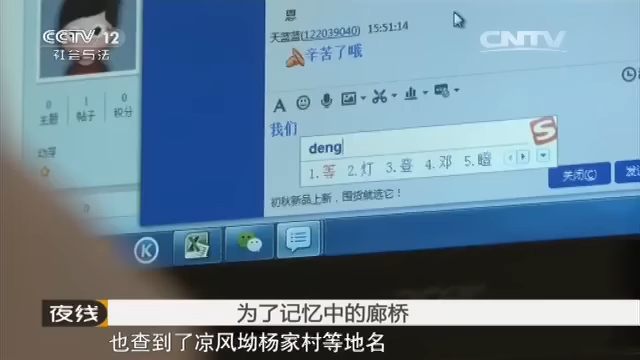 恩
CCTV 12
社会与法
天蓝蓝(122039040) 15:51:14
CNTV
辛苦了哦
0 1 0
主题 帖子 积分
我们
deng
1.等 2.灯 3.登 4.邓 5.瞪
初秋新品上新，围货就选它！
关闭(C)
0
夜线
为了记忆中的廊桥
也查到了凉风坳杨家村等地名